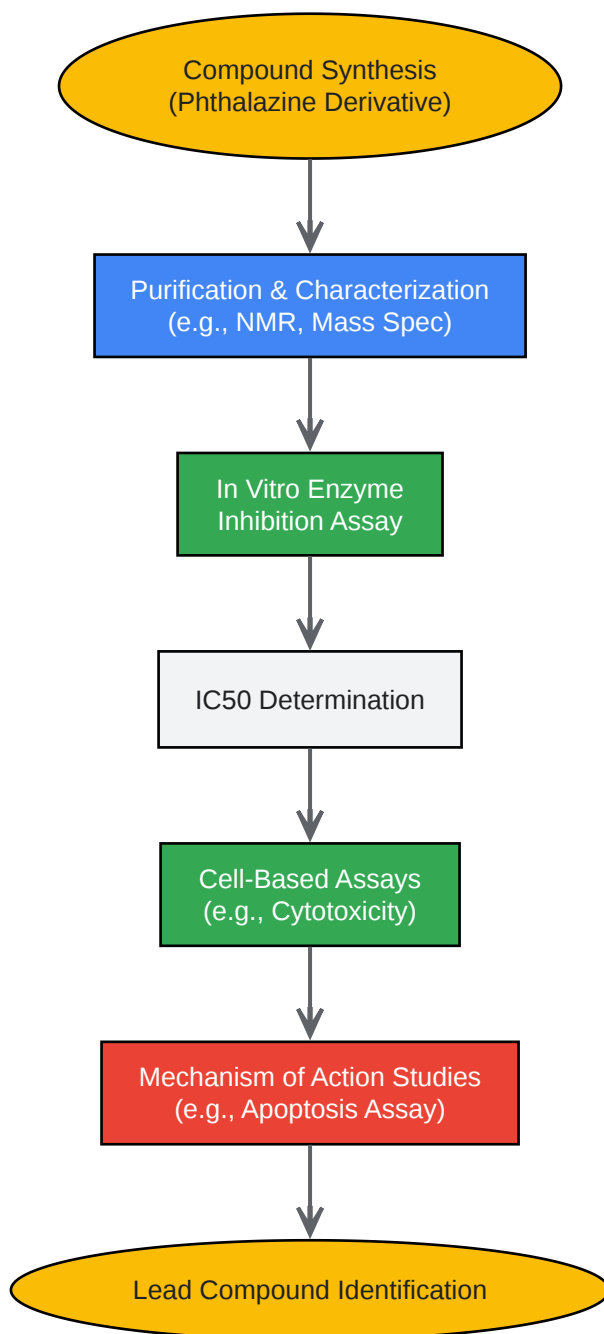 Compound Synthesis
(Phthalazine Derivative)
Purification & Characterization
(e.g., NMR, Mass Spec)
In Vitro Enzyme
Inhibition Assay
IC50 Determination
Cell-Based Assays
(e.g., Cytotoxicity)
Mechanism of Action Studies
(e.g., Apoptosis Assay)
Lead Compound Identification